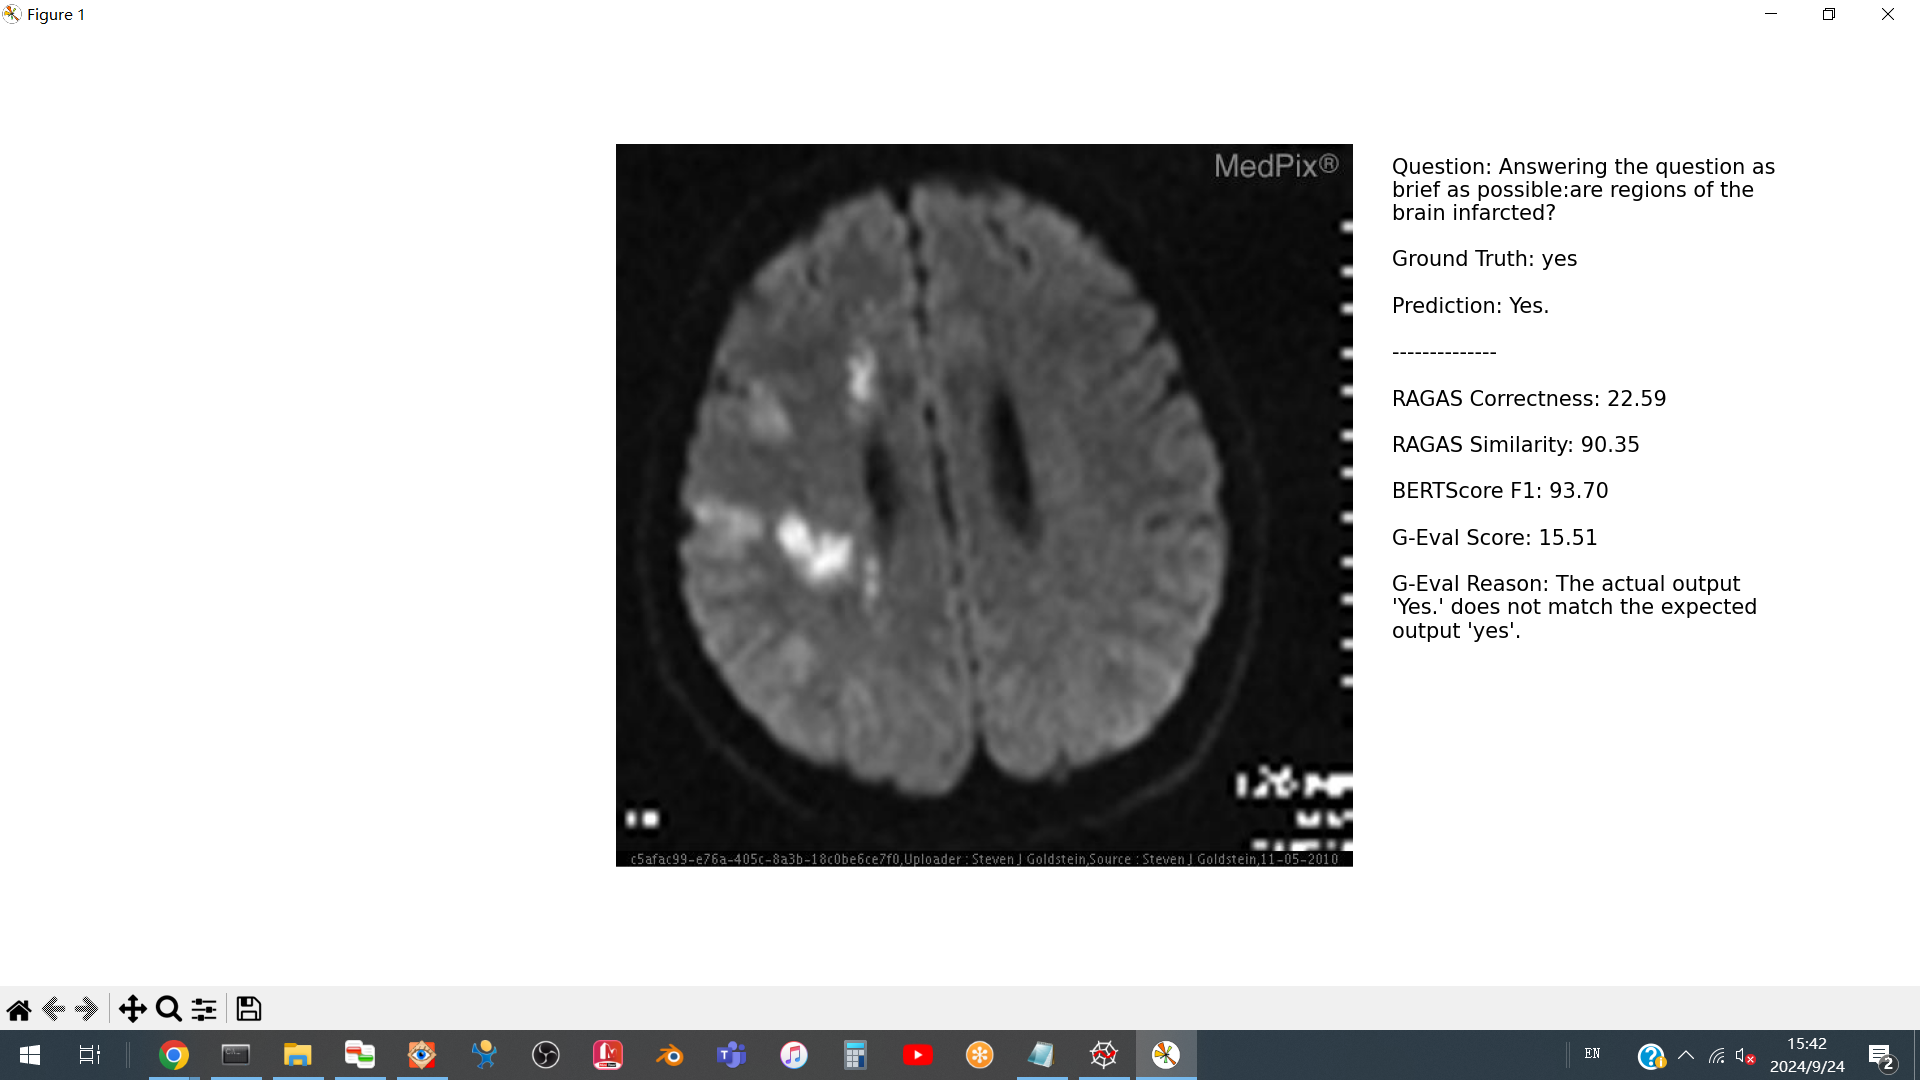 Figure 1
MedPix®
Question: Answering the question as
brief as possible:are regions of the
brain infarcted?
Ground Truth: yes
Prediction: Yes.
--------------
RAGAS Correctness: 22.59
RAGAS Similarity: 90.35
BERTScore F1: 93.70
G-Eval Score: 15.51
G-Eval Reason: The actual output
'Yes.' does not match the expected
output 'yes'.
c5afac99-e76a-405c-8a3b-18c0be6ce7f0,Uploader : Steven J Goldstein,Source : Steven J Goldstein,11-05-2010
EN
15:42
2024/9/24
2